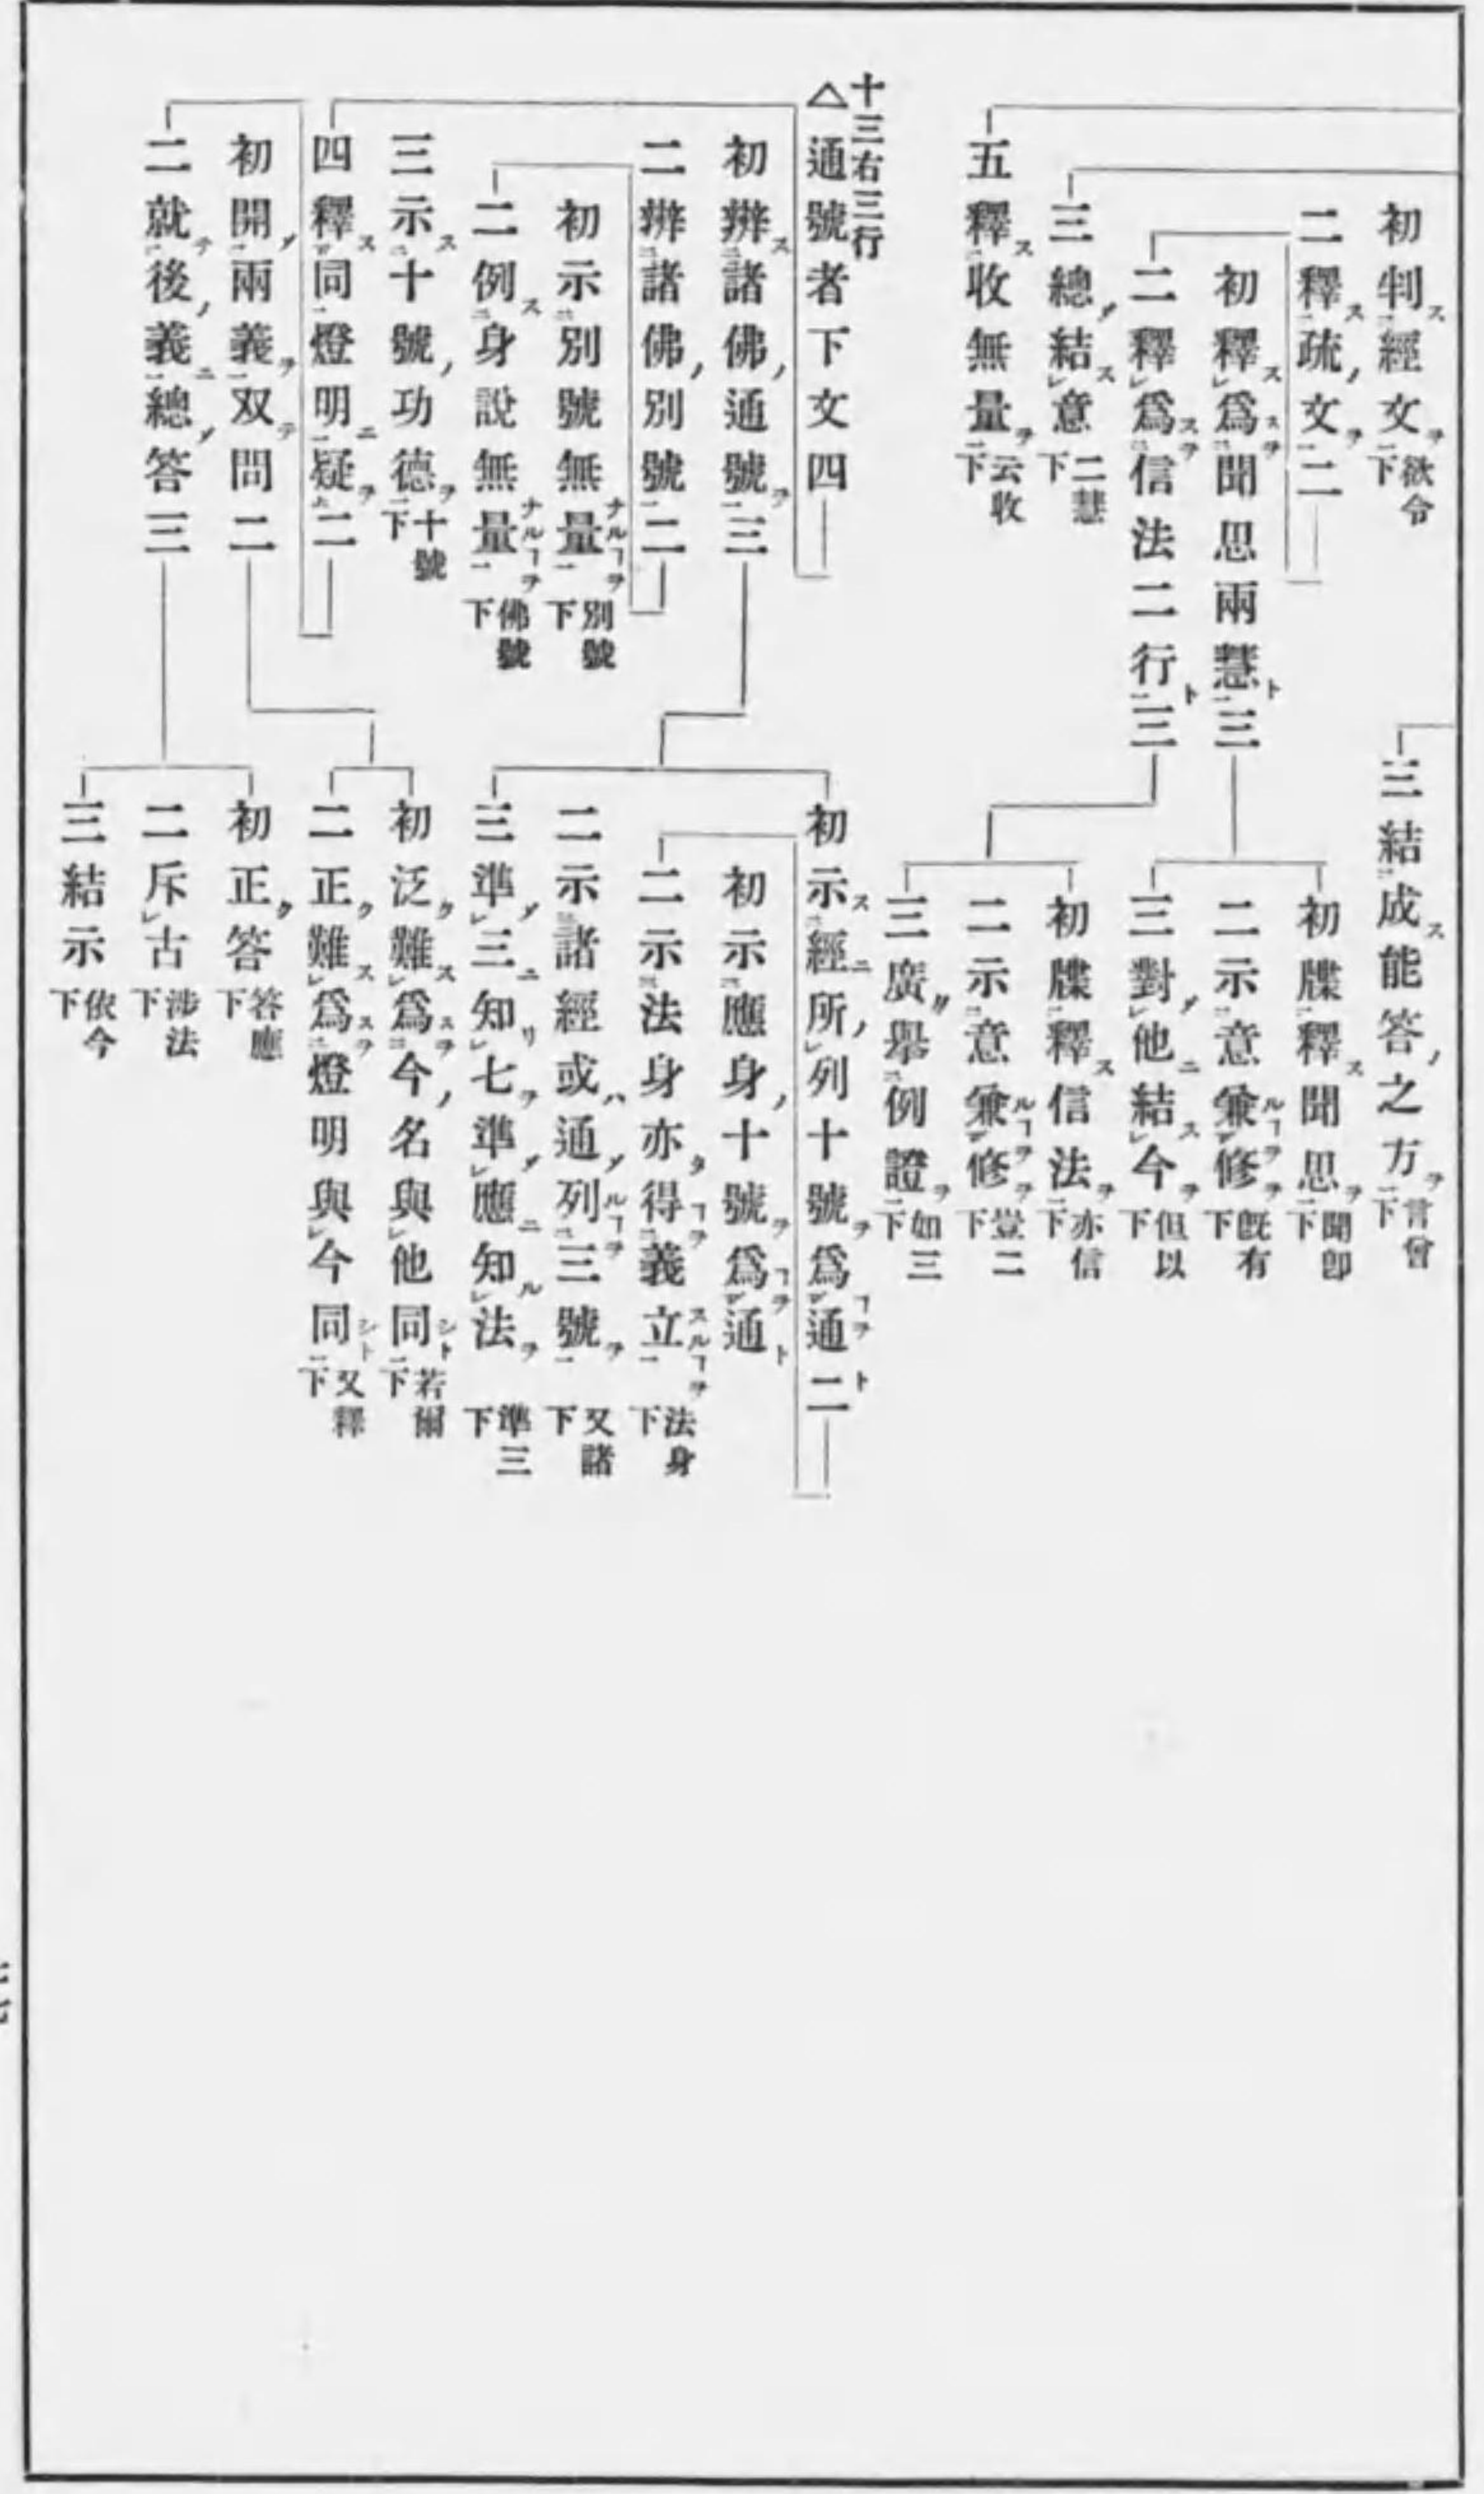 三結成能答之方 言曾下
初判經文 欲令下
二釋疏文二
初釋爲聞思兩慧三
初牒釋聞思 聞卽下
二示意兼修 既有下
三對他結今 但以下
二釋爲信法二行三
初牒釋信法 亦信下
二示意兼修 豈二下
三廣擧例證 如三下
三總結意 二慧下
五釋收無量 云收下
十三右三行
△通號者下文四
初辨諸佛通號三
初示經所列十號爲通二
初示應身十號爲通
二示法身亦得義立 法身下
二示諸經或通列三號 又諸下
三準三知七準應知法 準三下
二辨諸佛別號二
初示別號無量 別號下
二例身說無量 佛號下
三示十號功德 十號下
四釋同燈明疑二
初開兩義双問二
初泛難爲今名與他同 若爾下
二正難爲燈明與今同 又釋下
二就後義總答三
初正答 答應下
二斥古 涉法下
三結示 依今下